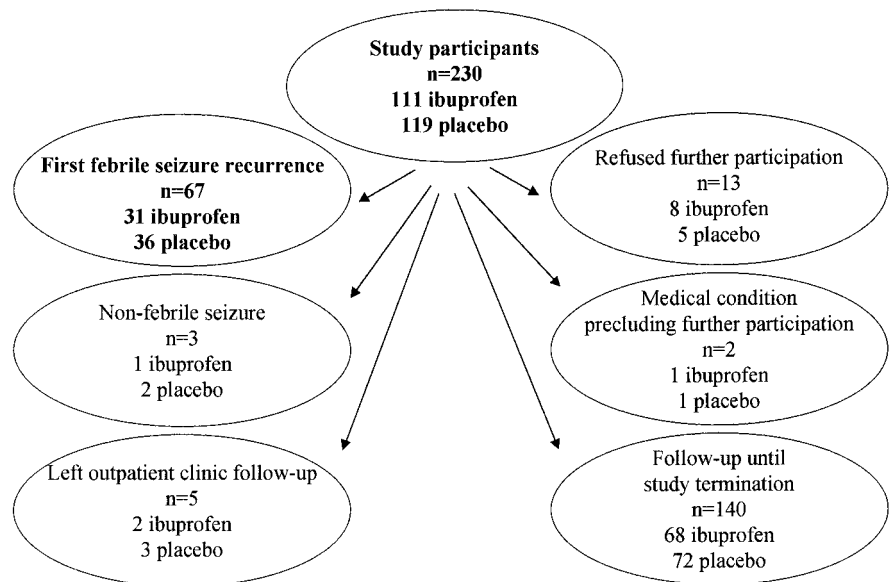 Study participants
n=230
111 ibuprofen
119 placebo
First febrile seizure recurrence
n=67
31 ibuprofen
36 placebo
Refused further participation
n=13
8 ibuprofen
5 placebo
Non-febrile seizure
n=3
1 ibuprofen
2 placebo
Medical condition
precluding further participation
n=2
1 ibuprofen
1 placebo
Left outpatient clinic follow-up
n=5
2 ibuprofen
3 placebo
Follow-up until
study termination
n=140
68 ibuprofen
72 placebo